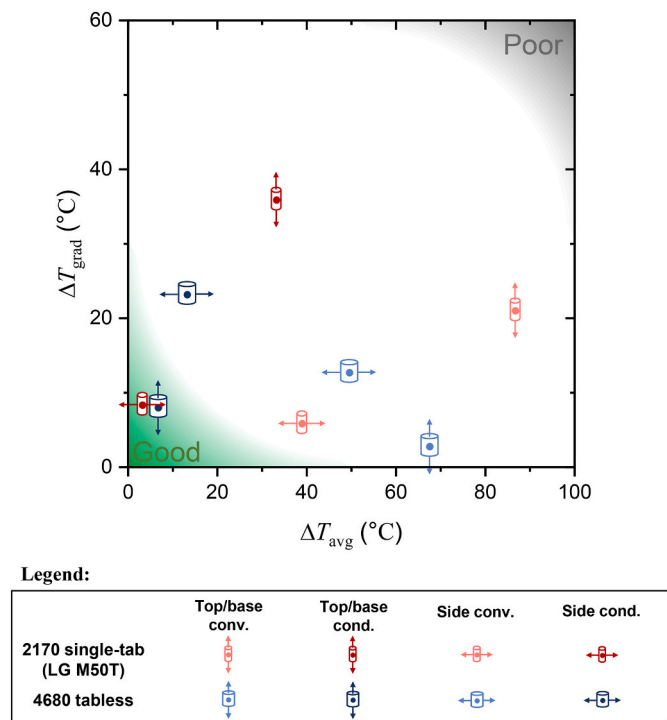 60
Poor
40
ΔTgrad (°C)
20
Good
0
0 20 40 60 80 100
ΔTavg (°C)
Legend:
Top/base conv. Top/base cond. Side conv. Side cond.
2170 single-tab
(LG M50T)
4680 tabless